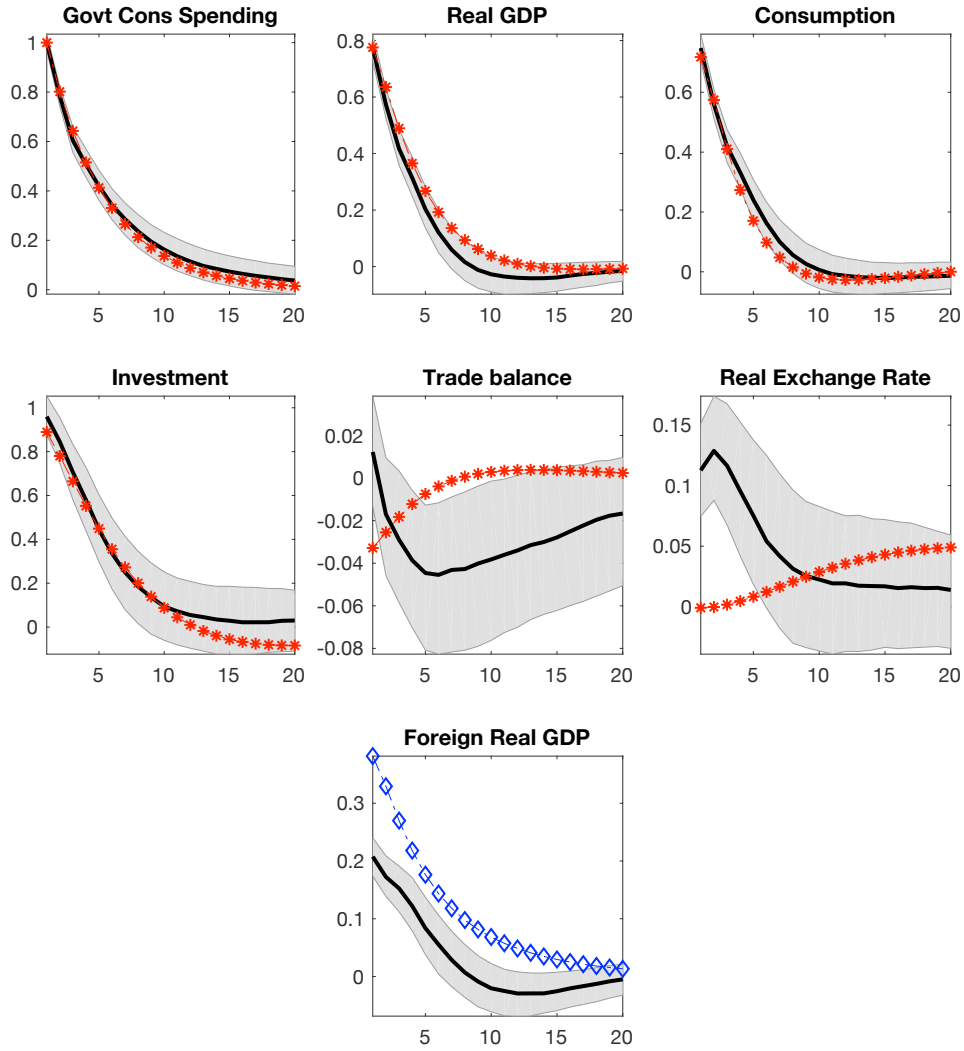 Govt Cons Spending
1
0.8
0.6
0.4
0.2
0
5 10 15 20
Real GDP
0.8
0.6
0.4
0.2
0
5 10 15 20
Consumption
0.6
0.4
0.2
0
5 10 15 20
Investment
1
0.8
0.6
0.4
0.2
0
5 10 15 20
Trade balance
0.02
0
-0.02
-0.04
-0.06
-0.08
5 10 15 20
Real Exchange Rate
0.15
0.1
0.05
0
5 10 15 20
Foreign Real GDP
0.3
0.2
0.1
0
5 10 15 20